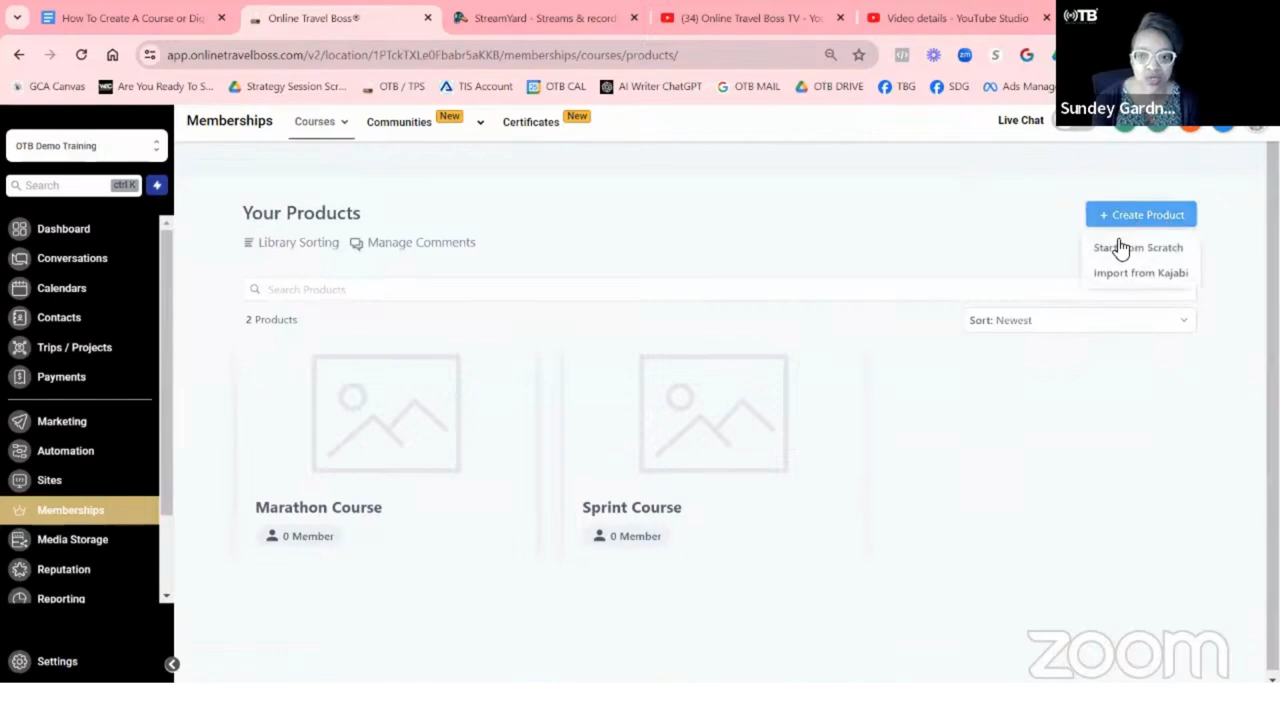 How To Create A Course or Dig
Online Travel Boss®
StreamYard - Streams & record
(34) Online Travel Boss TV - Yo
Video details - YouTube Studio
((•))TB
app.onlinetravelboss.com/v2/location/1PTckTXLe0Fbabr5aKKB/memberships/courses/products/
GCA Canvas
Are You Ready To S...
Strategy Session Scr...
OTB / TPS
TIS Account
OTB CAL
AI Writer ChatGPT
OTB MAIL
OTB DRIVE
TBG
SDG
Ads Manag
Sundey Gardn...
Memberships
Courses
Communities
New
Certificates
New
Live Chat
OTB Demo Training
Search
ctrl K
Dashboard
Conversations
Calendars
Contacts
Trips / Projects
Payments
Marketing
Automation
Sites
Memberships
Media Storage
Reputation
Reporting
Settings
Your Products
+ Create Product
Library Sorting
Manage Comments
Start from Scratch
Import from Kajabi
Search Products
2 Products
Sort: Newest
Marathon Course
0 Member
Sprint Course
0 Member
zoom